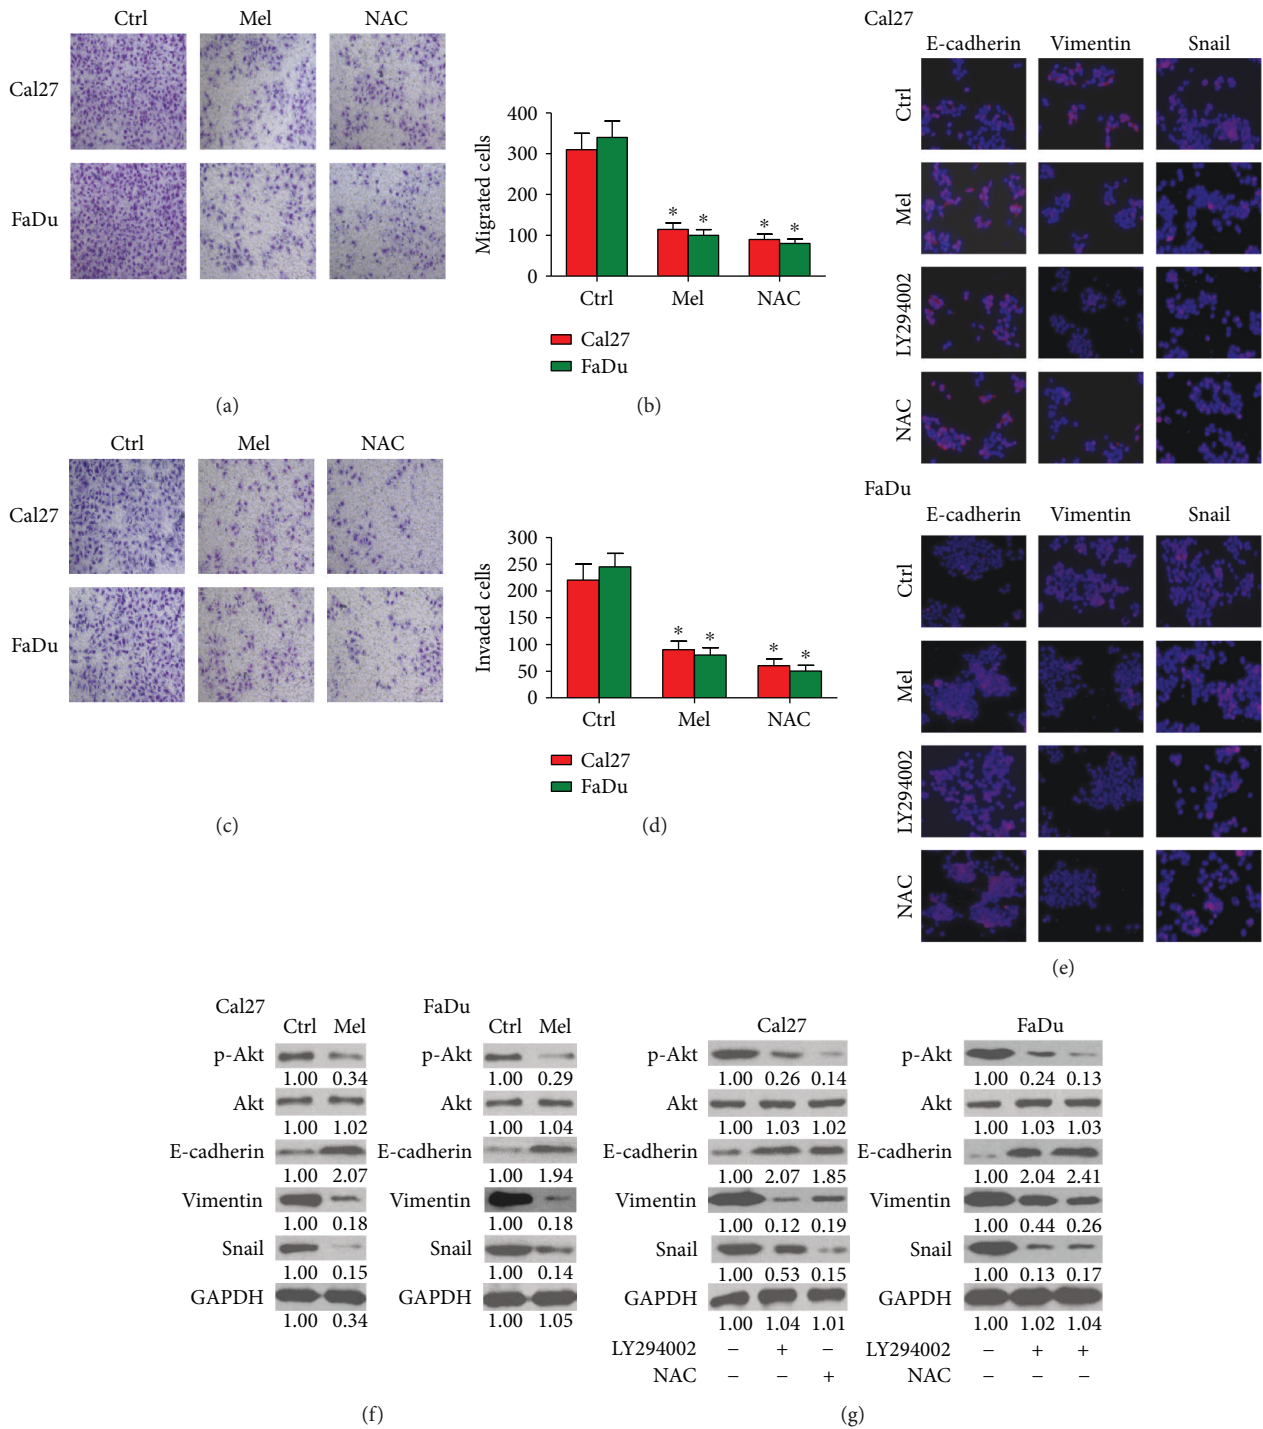 Ctrl Mel NAC
Cal27
FaDu
(a)
400
300
200
100
0
Migrated cells
* * * *
Ctrl Mel NAC
Cal27
FaDu
(b)
Ctrl Mel NAC
Cal27
FaDu
(c)
300
250
200
150
100
50
0
Invaded cells
* * * *
Ctrl Mel NAC
Cal27
FaDu
(d)
Cal27
E-cadherin Vimentin Snail
Ctrl
Mel
LY294002
NAC
FaDu
E-cadherin Vimentin Snail
Ctrl
Mel
LY294002
NAC
(e)
Cal27
Ctrl Mel
p-Akt
1.00 0.34
Akt
1.00 1.02
E-cadherin
1.00 2.07
Vimentin
1.00 0.18
Snail
1.00 0.15
GAPDH
1.00 0.34
FaDu
Ctrl Mel
p-Akt
1.00 0.29
Akt
1.00 1.04
E-cadherin
1.00 1.94
Vimentin
1.00 0.18
Snail
1.00 0.14
GAPDH
1.00 1.05
(f)
Cal27
p-Akt
1.00 0.26 0.14
Akt
1.00 1.03 1.02
E-cadherin
1.00 2.07 1.85
Vimentin
1.00 0.12 0.19
Snail
1.00 0.53 0.15
GAPDH
1.00 1.04 1.01
LY294002 − + −
NAC − − +
FaDu
p-Akt
1.00 0.24 0.13
Akt
1.00 1.03 1.03
E-cadherin
1.00 2.04 2.41
Vimentin
1.00 0.44 0.26
Snail
1.00 0.13 0.17
GAPDH
1.00 1.02 1.04
LY294002 − + +
NAC − − −
(g)